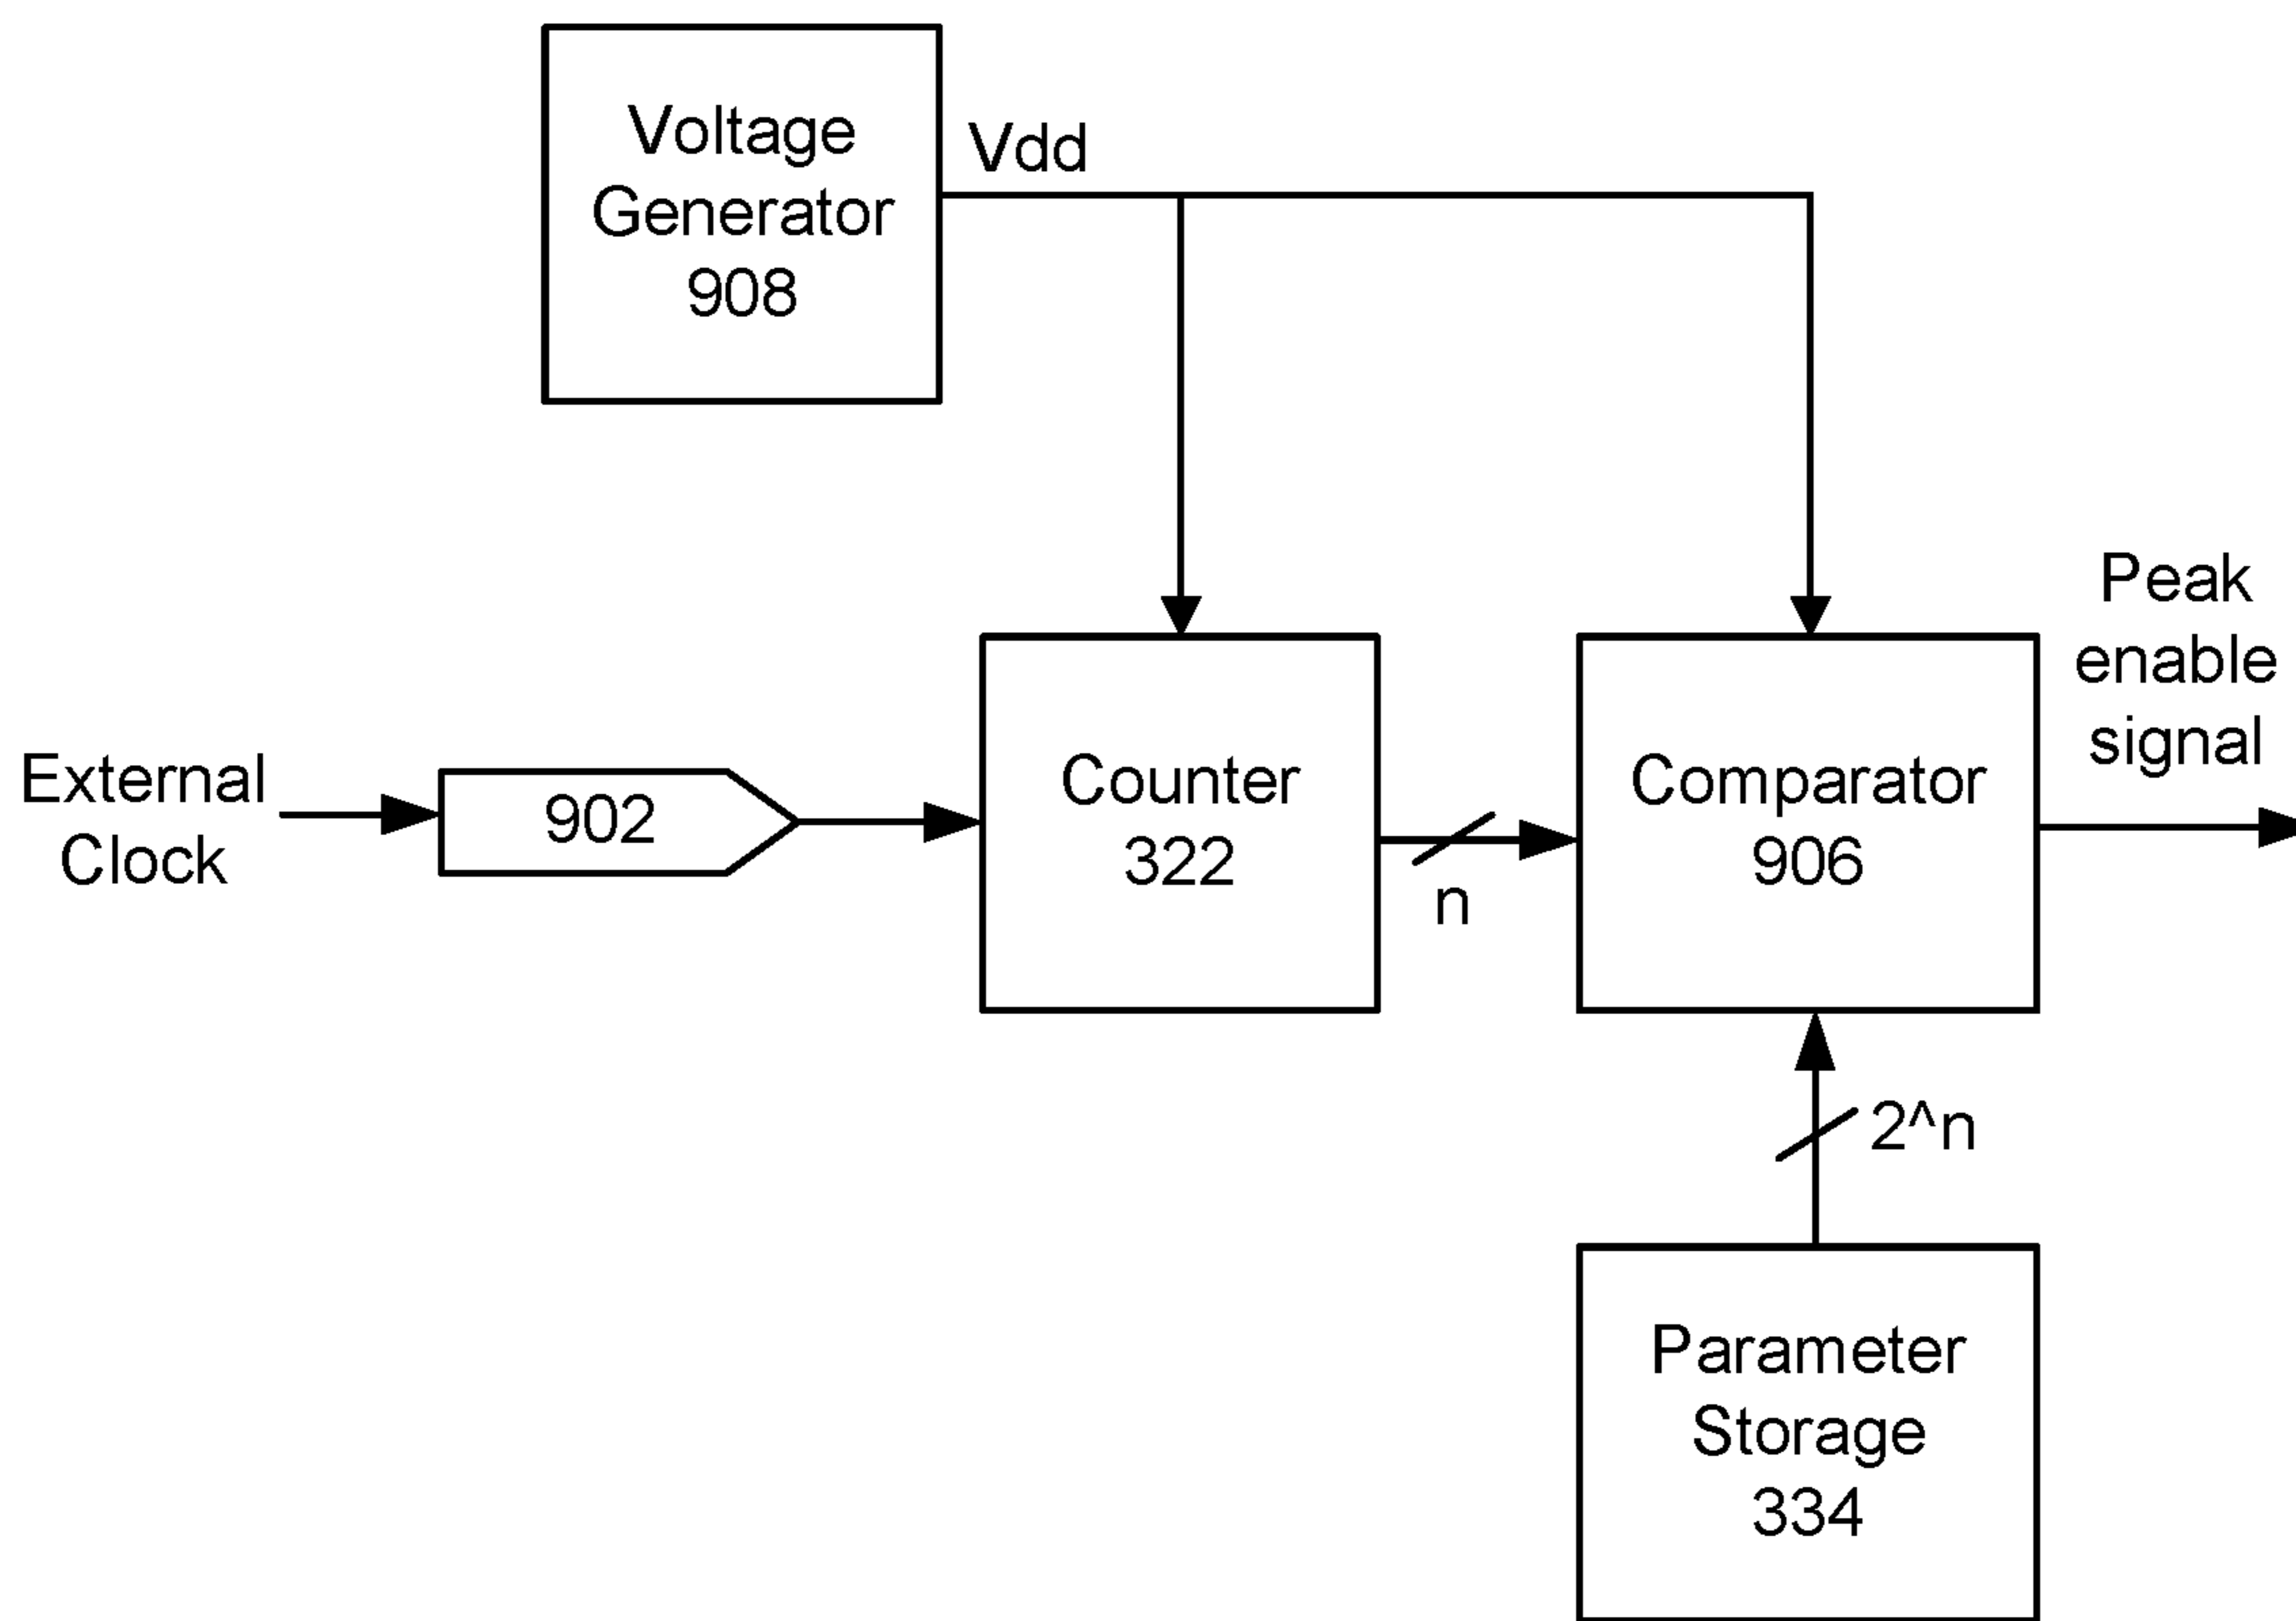 Voltage
Generator
908
Vdd
External
Clock
902
Counter
322
n
Comparator
906
Peak
enable
signal
2^n
Parameter
Storage
334